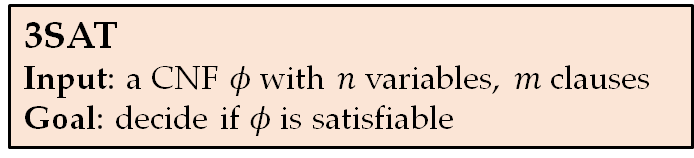 3SAT
Input: a CNF ϕ with n variables, m clauses
Goal: decide if ϕ is satisfiable